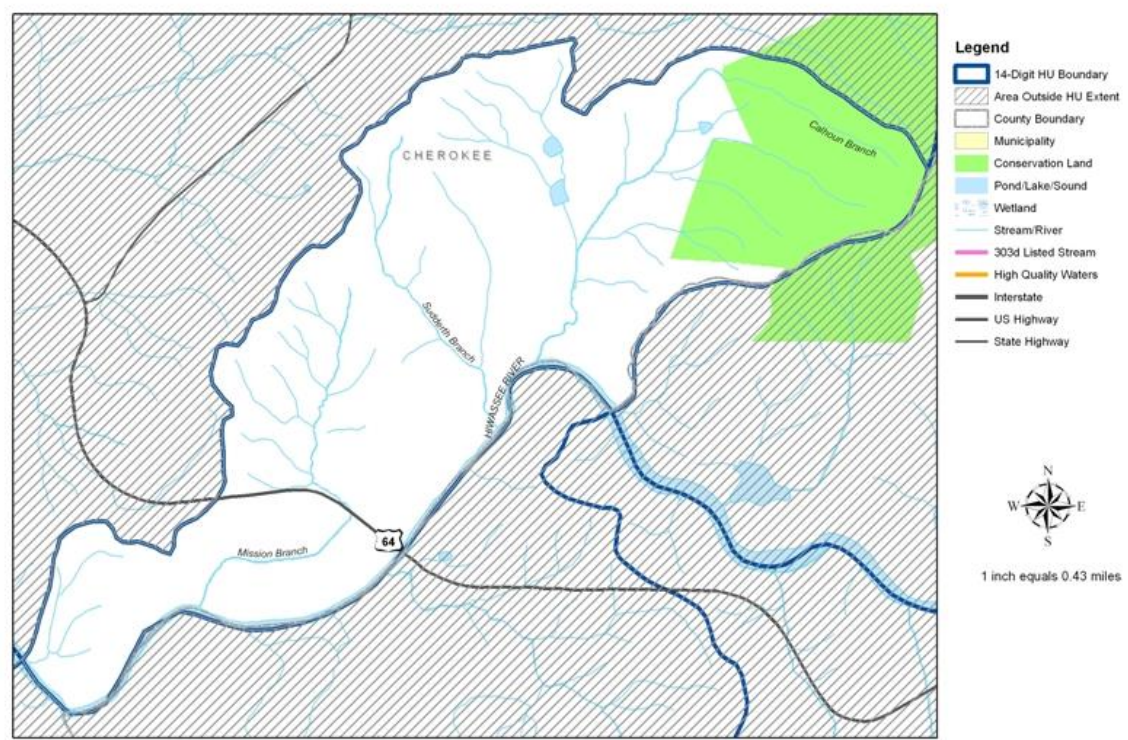 Legend
14-Digit HU Boundary
Area Outside HU Extent
County Boundary
Municipality
Conservation Land
Pond/Lake/Sound
Wetland
Stream/River
303d Listed Stream
High Quality Waters
Interstate
US Highway
State Highway
Calhoun Branch
CHEROKEE
Sudderth Branch
HIWASSEE RIVER
64
Mission Branch
N
W E
S
1 inch equals 0.43 miles